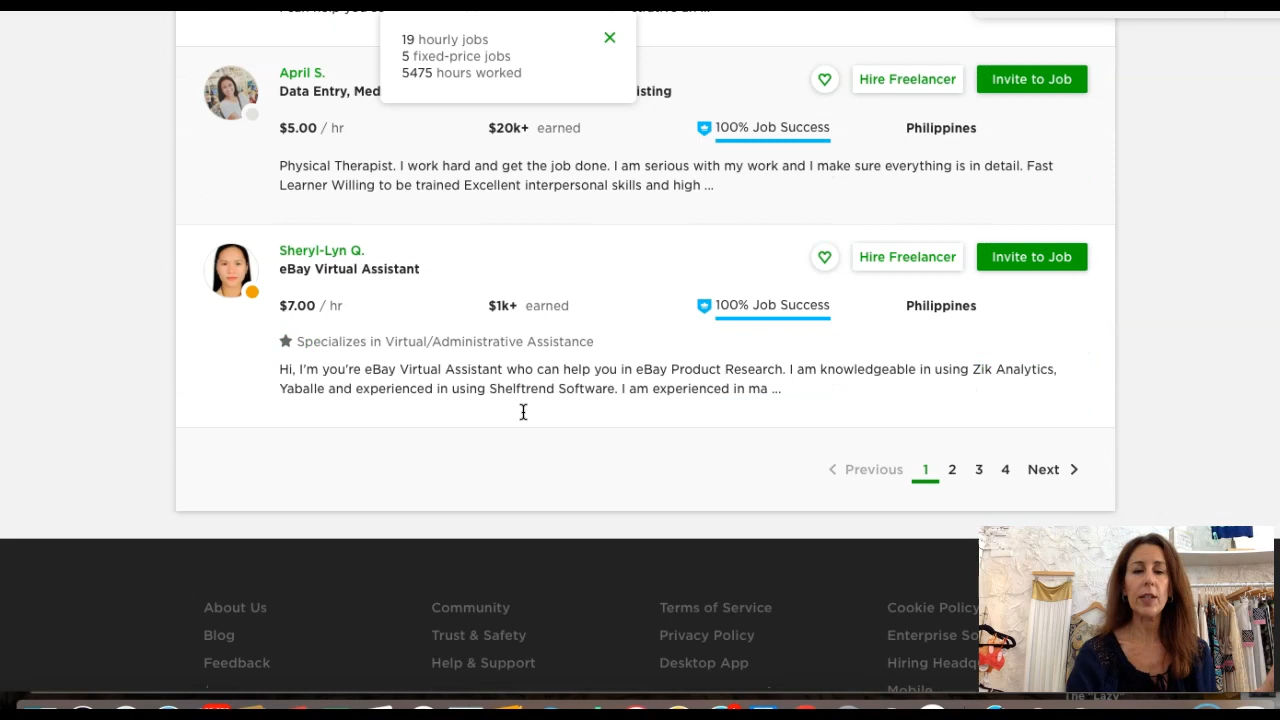 19 hourly jobs
5 fixed-price jobs
5475 hours worked
April S.
Data Entry, Med isting
Hire Freelancer
Invite to Job
$5.00 / hr
$20k+ earned
100% Job Success
Philippines
Physical Therapist. I work hard and get the job done. I am serious with my work and I make sure everything is in detail. Fast
Learner Willing to be trained Excellent interpersonal skills and high ...
Sheryl-Lyn Q.
eBay Virtual Assistant
Hire Freelancer
Invite to Job
$7.00 / hr
$1k+ earned
100% Job Success
Philippines
Specializes in Virtual/Administrative Assistance
Hi, I'm you're eBay Virtual Assistant who can help you in eBay Product Research. I am knowledgeable in using Zik Analytics,
Yaballe and experienced in using Shelftrend Software. I am experienced in ma ...
Previous 1 2 3 4 Next
About Us
Community
Terms of Service
Cookie Policy
Blog
Trust & Safety
Privacy Policy
Enterprise So
Feedback
Help & Support
Desktop App
Hiring Headq
Mobile
The "Lazy"